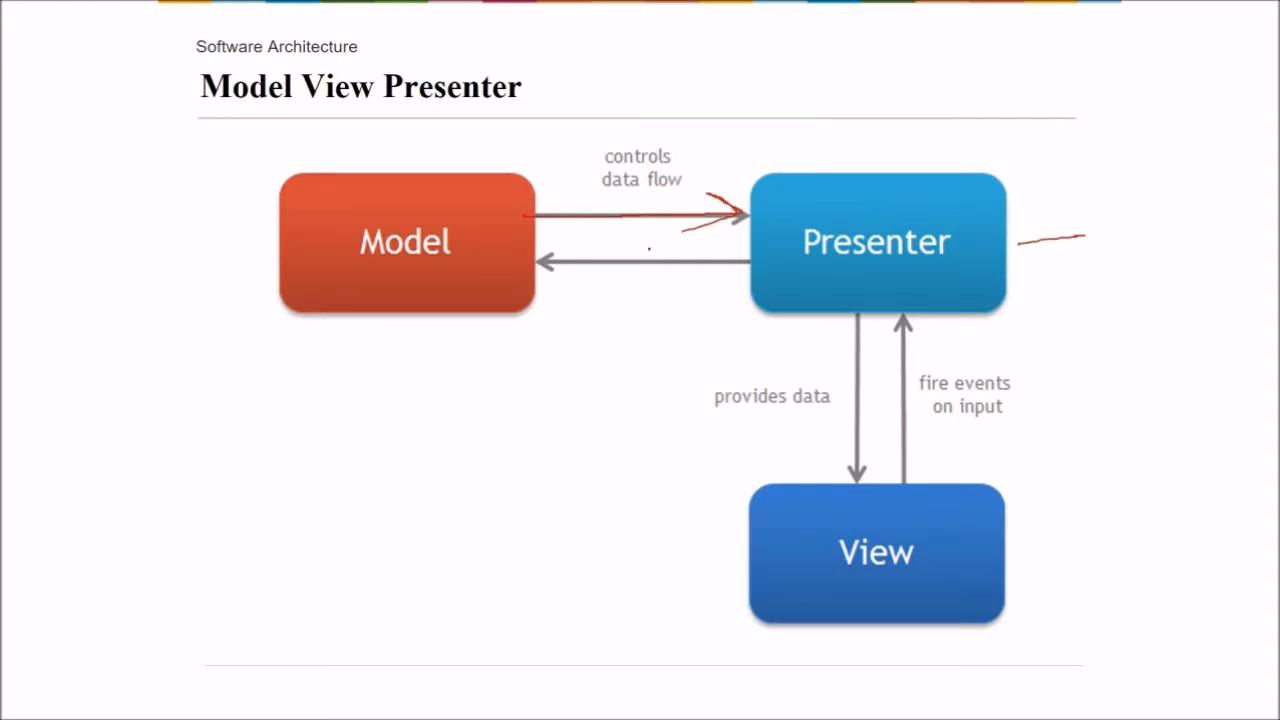 Software Architecture
Model View Presenter
controls
data flow
Model
Presenter
provides data
fire events
on input
View